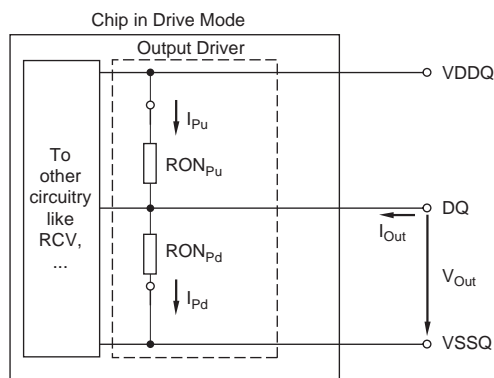 Chip in Drive Mode
Output Driver
VDDQ
I_Pu
To
other
circuitry
like
RCV,
...
RON_Pu
DQ
I_Out
RON_Pd
V_Out
I_Pd
VSSQ